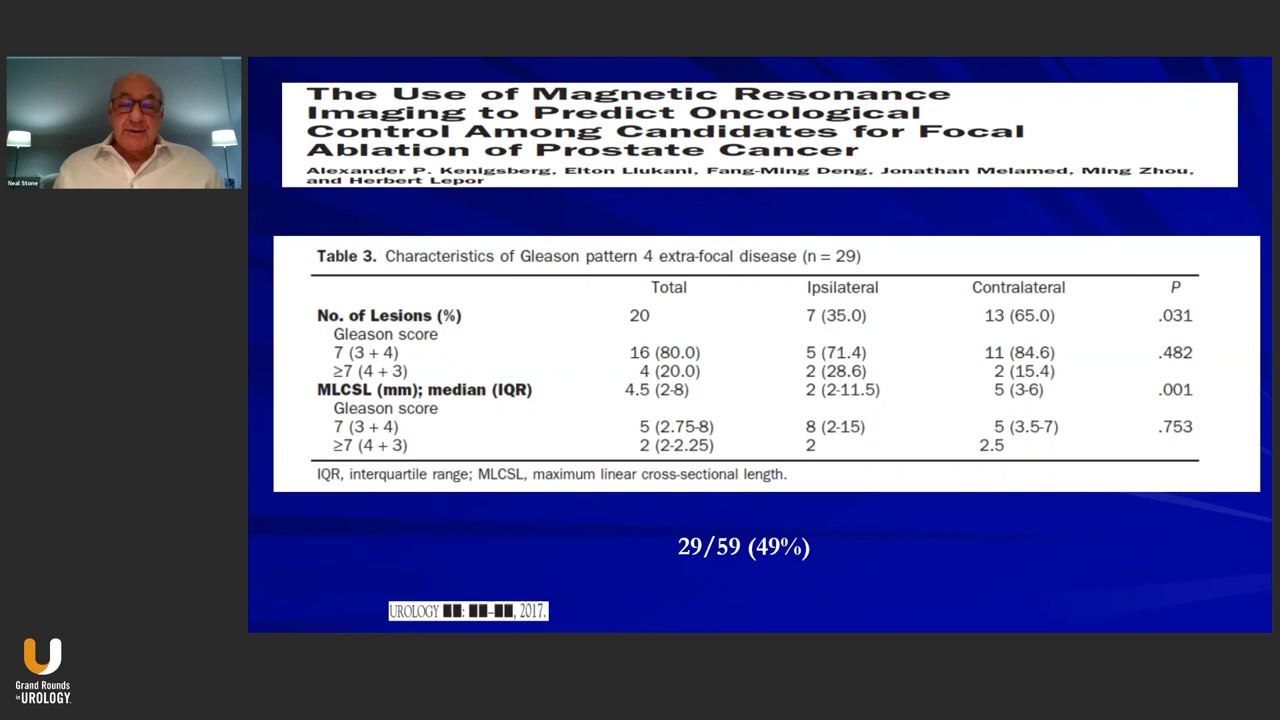 The Use of Magnetic Resonance
Imaging to Predict Oncological
Control Among Candidates for Focal
Ablation of Prostate Cancer
Alexander P. Kenigsberg, Elton Llukani, Fang-Ming Deng, Jonathan Melamed, Ming Zhou,
and Herbert Lepor
Neal Stone
Table 3. Characteristics of Gleason pattern 4 extra-focal disease (n = 29)
Total Ipsilateral Contralateral P
No. of Lesions (%) 20 7 (35.0) 13 (65.0) .031
Gleason score
7 (3 + 4) 16 (80.0) 5 (71.4) 11 (84.6) .482
≥7 (4 + 3) 4 (20.0) 2 (28.6) 2 (15.4)
MLCSL (mm); median (IQR) 4.5 (2-8) 2 (2-11.5) 5 (3-6) .001
Gleason score
7 (3 + 4) 5 (2.75-8) 8 (2-15) 5 (3.5-7) .753
≥7 (4 + 3) 2 (2-2.25) 2 2.5
IQR, interquartile range; MLCSL, maximum linear cross-sectional length.
29/59 (49%)
UROLOGY ■■: ■■–■■, 2017.
Grand Rounds
in UROLOGY